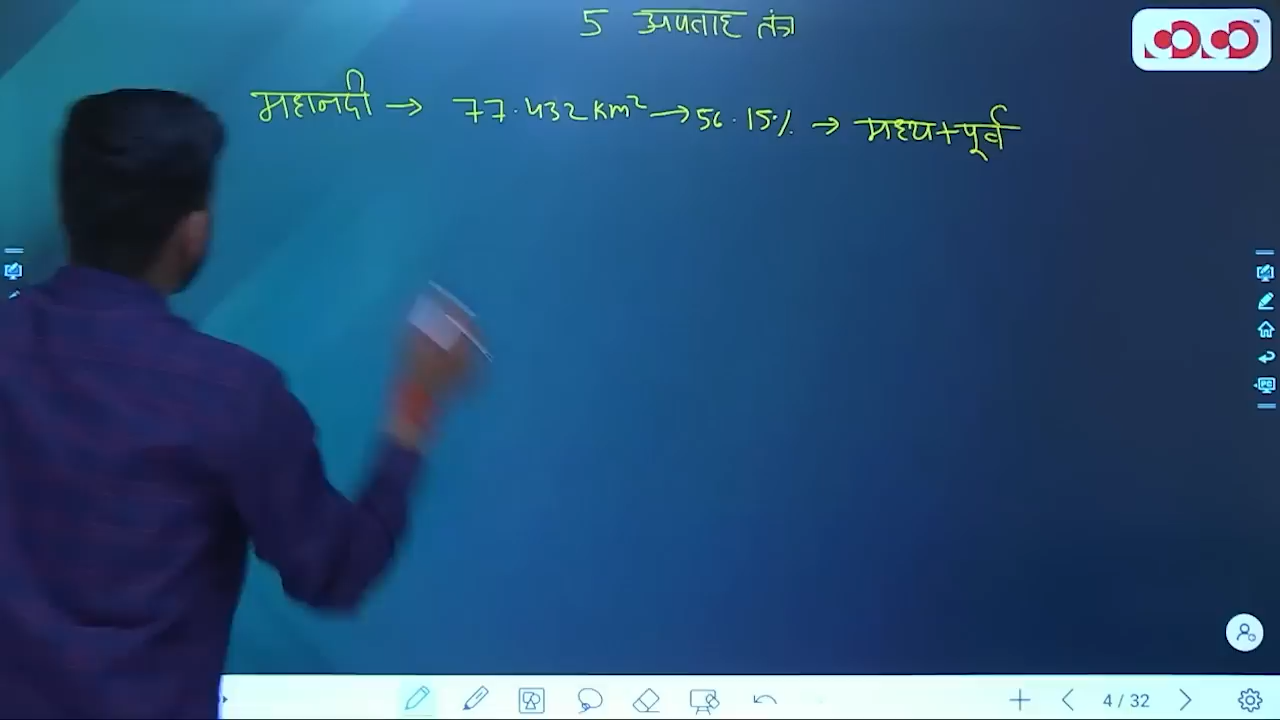 5 अपवाह तंत्र
महानदी → 77.432 km² → 56.15% → मध्य+पूर्व
4 / 32